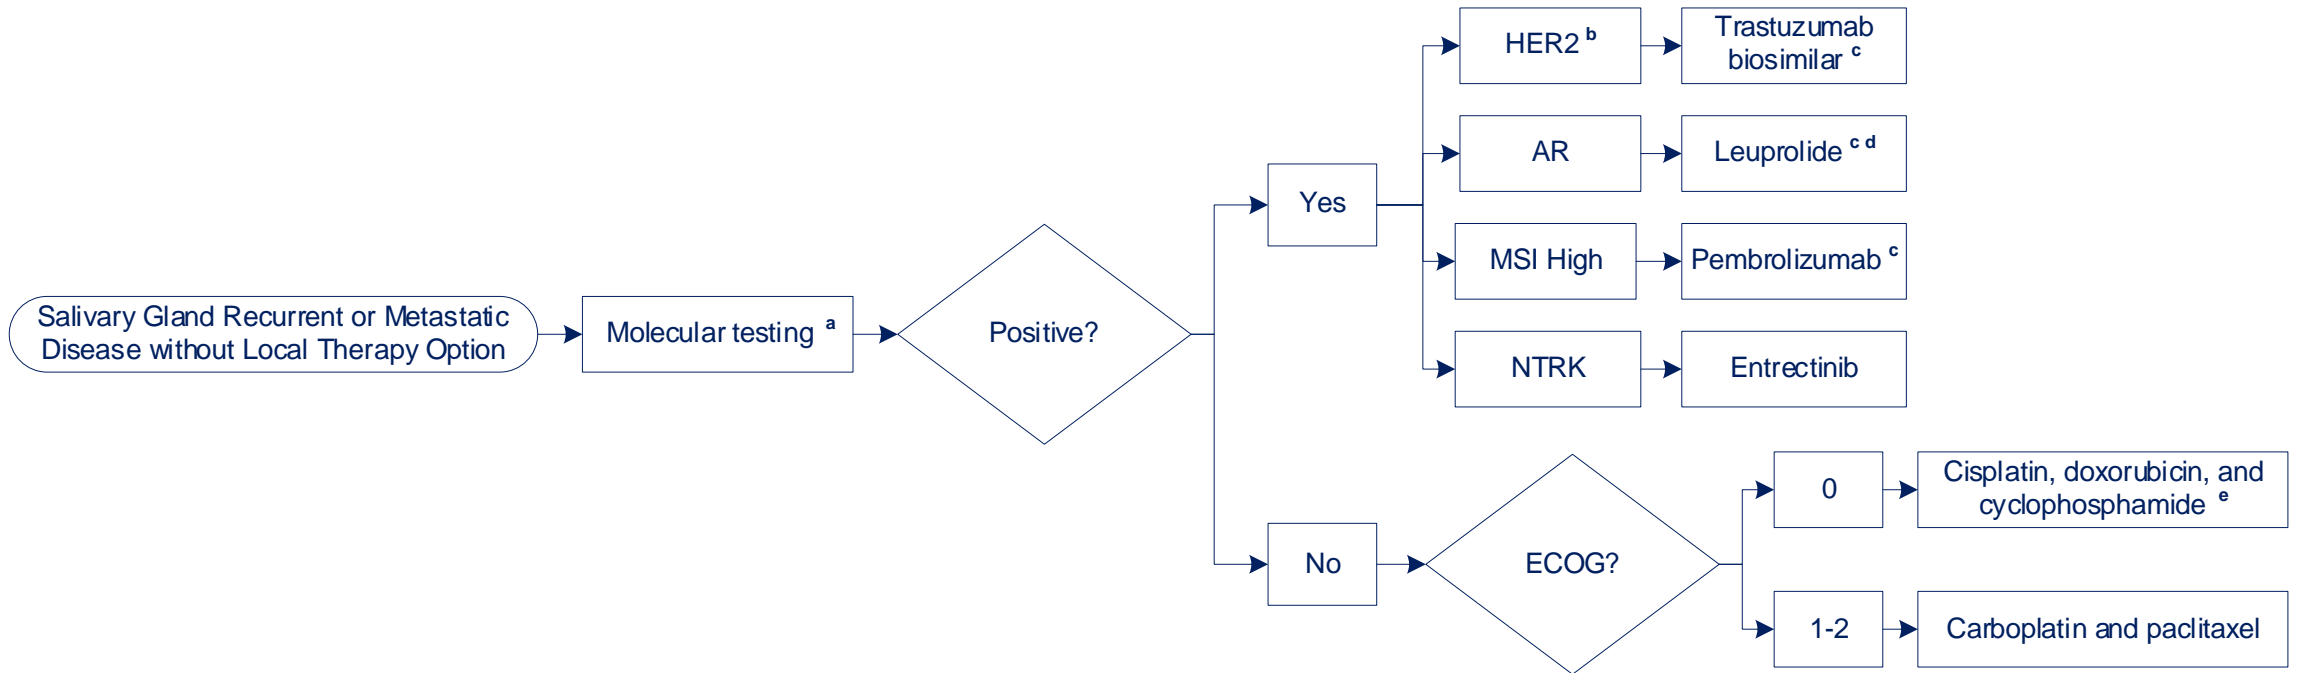 Salivary Gland Recurrent or Metastatic
Disease without Local Therapy Option
Molecular testing a
Positive?
Yes
HER2 b
Trastuzumab
biosimilar c
AR
Leuprolide c d
MSI High
Pembrolizumab c
NTRK
Entrectinib
No
ECOG?
0
Cisplatin, doxorubicin, and
cyclophosphamide e
1-2
Carboplatin and paclitaxel